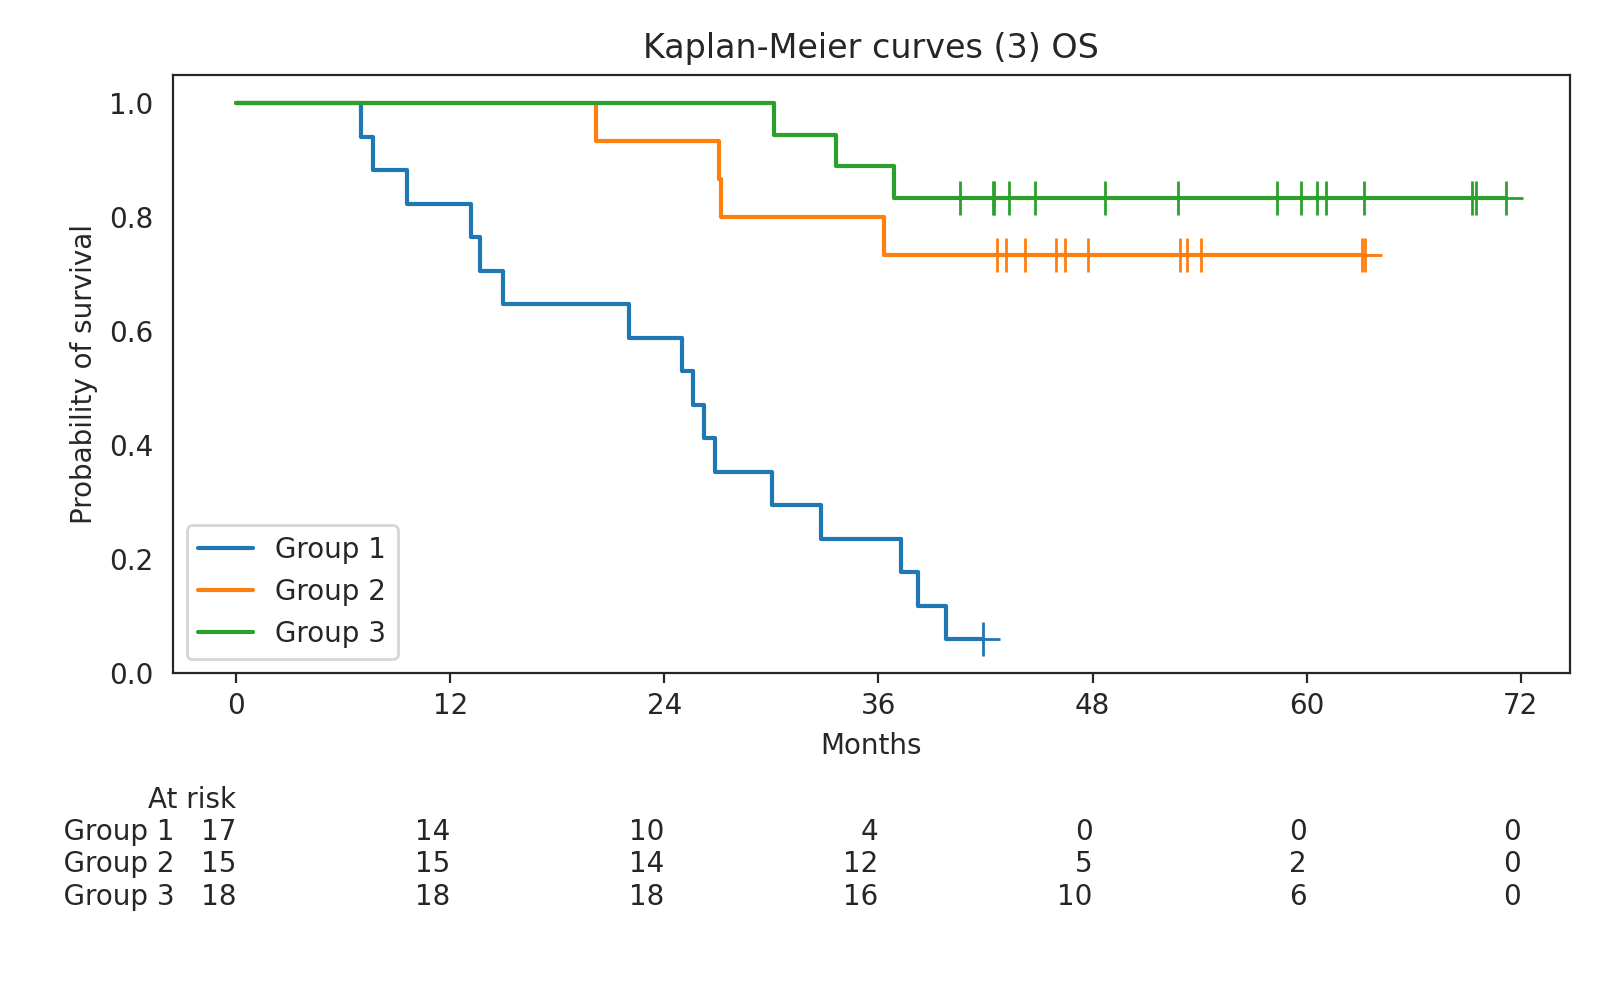 Kaplan-Meier curves (3) OS
Probability of survival
1.0
0.8
0.6
0.4
0.2
0.0
Group 1
Group 2
Group 3
0 12 24 36 48 60 72
Months
At risk
Group 1 17 14 10 4 0 0 0
Group 2 15 15 14 12 5 2 0
Group 3 18 18 18 16 10 6 0